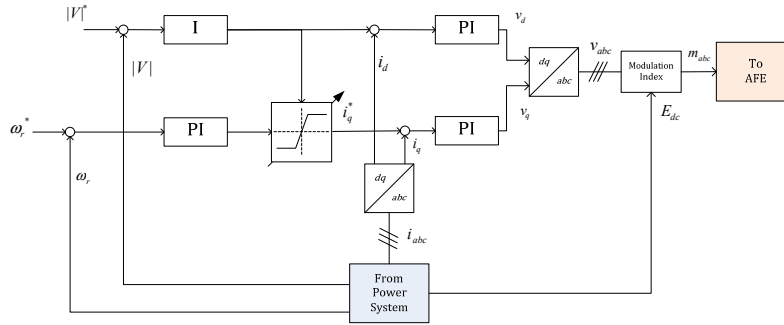 |V|*
I
|V|
i_d
PI
v_d
dq
abc
v_abc
Modulation
Index
m_abc
To
AFE
ω_r*
ω_r
PI
i_q*
i_q
PI
v_q
E_dc
dq
abc
i_abc
From
Power
System